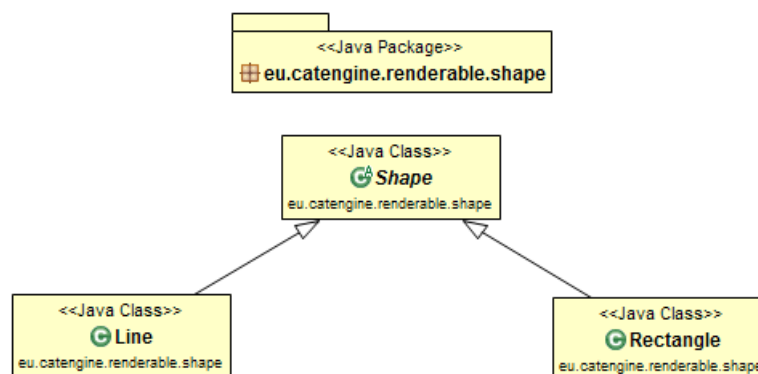 <<Java Package>>
eu.catengine.renderable.shape
<<Java Class>>
Shape
eu.catengine.renderable.shape
<<Java Class>>
Line
eu.catengine.renderable.shape
<<Java Class>>
Rectangle
eu.catengine.renderable.shape